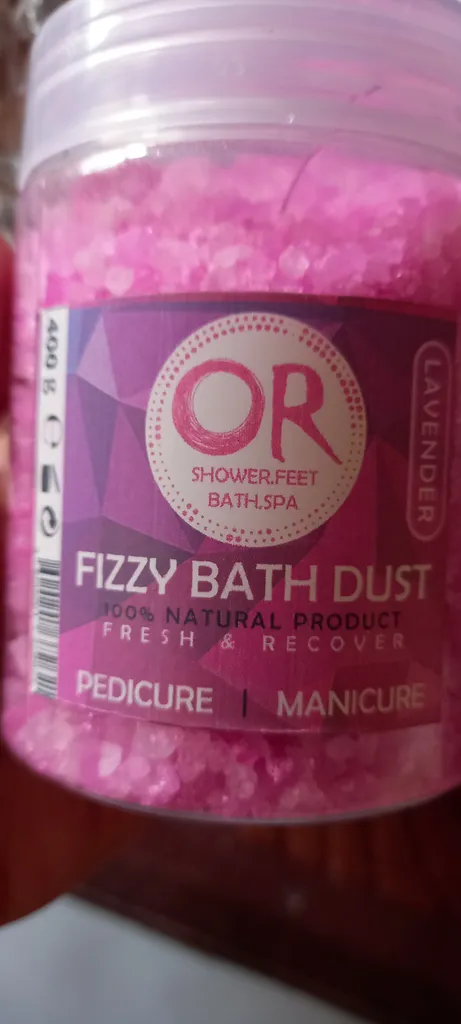 OR
SHOWER.FEET
BATH.SPA
LAVENDER
FIZZY BATH DUST
100% NATURAL PRODUCT
FRESH & RECOVER
PEDICURE | MANICURE
400 g